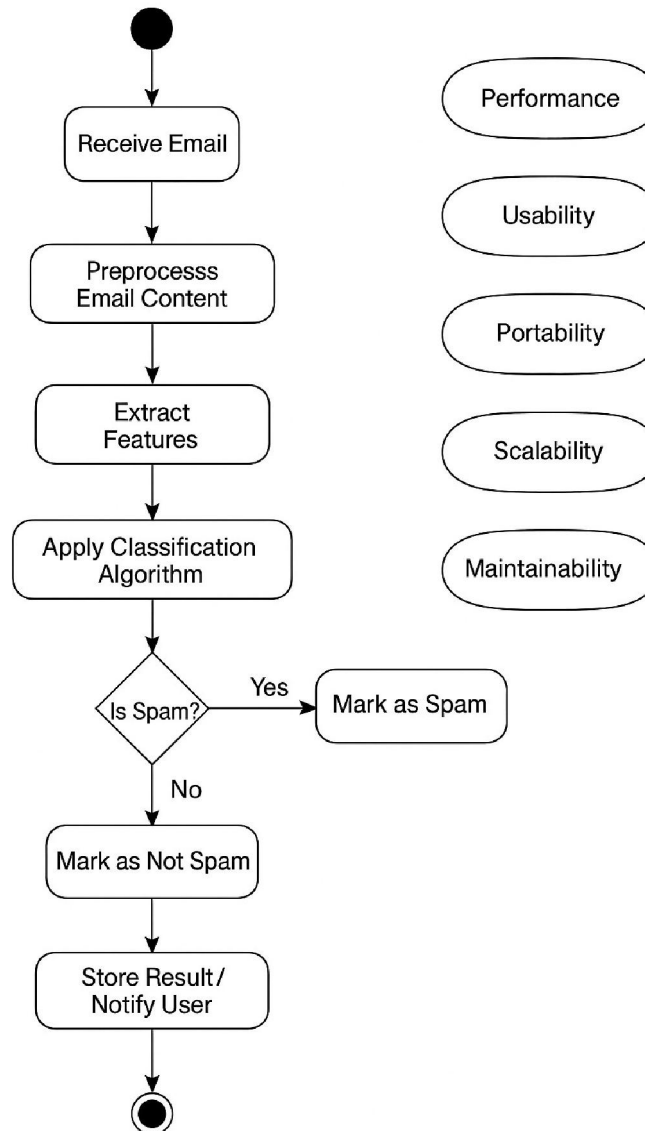 Receive Email
Preprocesss
Email Content
Extract
Features
Apply Classification
Algorithm
Is Spam?
Yes
Mark as Spam
No
Mark as Not Spam
Store Result/
Notify User
Performance
Usability
Portability
Scalability
Maintainability